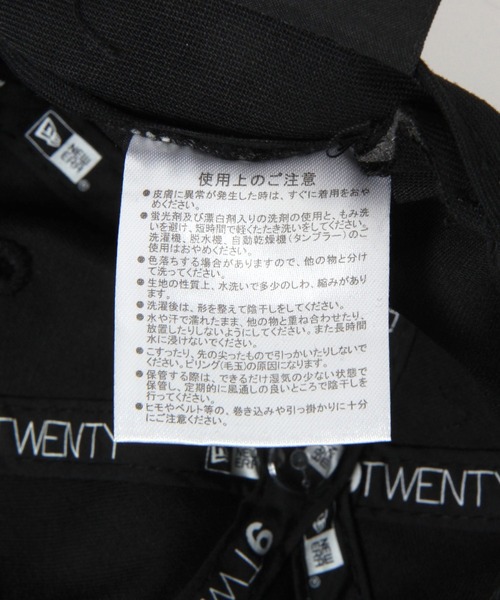 使用上のご注意
●皮膚に異常が発生した時は、すぐに着用をおや
めください。
●蛍光剤及び漂白剤入りの洗剤の使用と、もみ洗
いを避け、短時間で軽くたたき洗いをしてください。
洗濯機、脱水機、自動乾燥機(タンブラー)のご
使用はおやめください。
●色落ちする場合がありますので、他の物と分け
て洗ってください。
●生地の性質上、水洗いで多少のしわ、縮みがあり
ます。
●洗濯後は、形を整えて陰干しをしてください。
●水や汗で濡れたまま、他の物と重ね合わせたり、
放置したりしないようにしてください。また長時間
水に浸けないでください。
●こすったり、先の尖ったもので引っかいたりしないで
ください。ピリング(毛玉)の原因になります。
●保管する際は、できるだけ湿気の少ない状態で
保管し、定期的に風通しの良いところで陰干しを
行ってください。
●ヒモやベルト等の、巻き込みや引っ掛かりに十分
にご注意ください。
NEW ERA
®
TWENTY
9TWENTY
NEW ERA
9TW